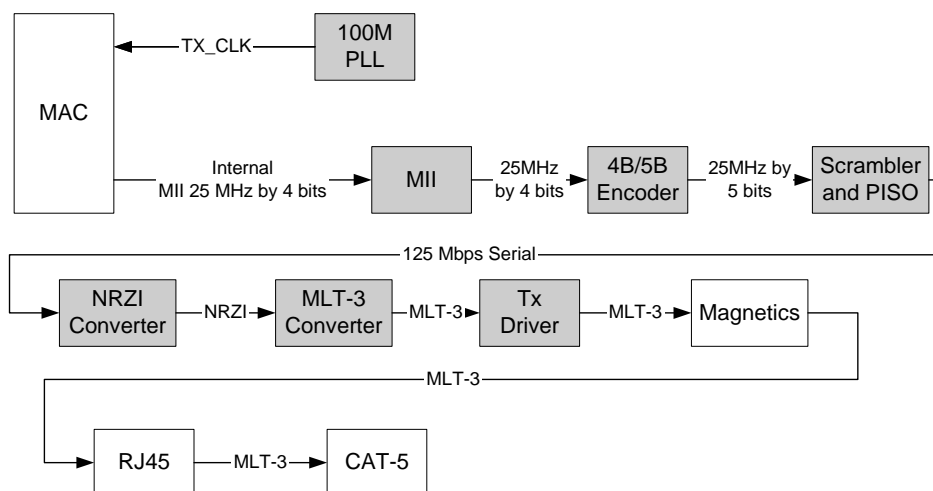 100M
PLL
TX_CLK
MAC
Internal
MII 25 MHz by 4 bits
MII
25MHz
by 4 bits
4B/5B
Encoder
25MHz by
5 bits
Scrambler
and PISO
125 Mbps Serial
NRZI
Converter
NRZI
MLT-3
Converter
MLT-3
Tx
Driver
MLT-3
Magnetics
MLT-3
RJ45
MLT-3
CAT-5